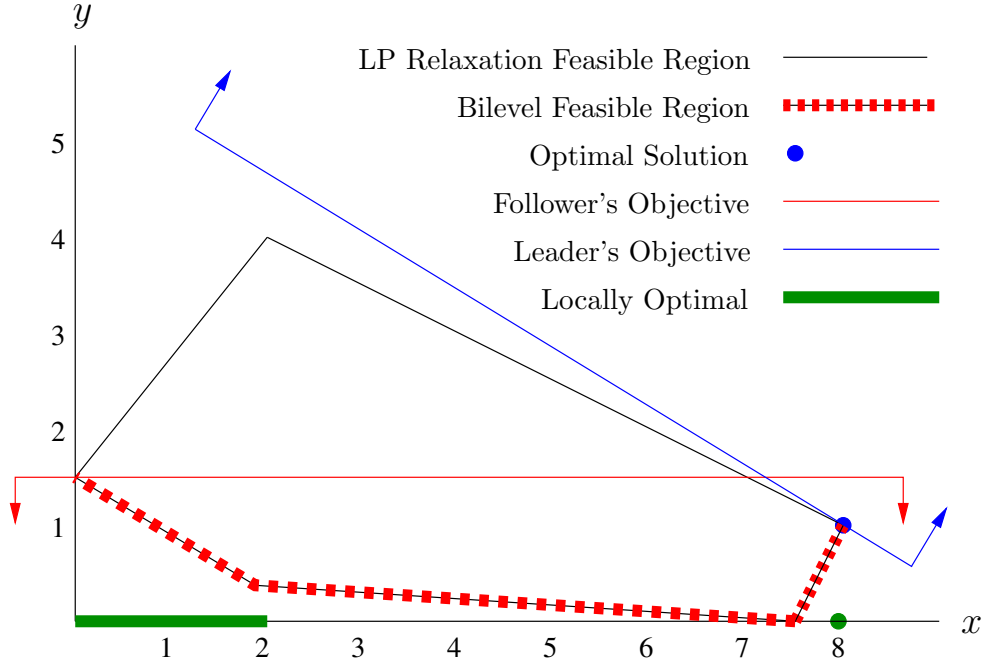 y
LP Relaxation Feasible Region
Bilevel Feasible Region
Optimal Solution
Follower's Objective
Leader's Objective
Locally Optimal
5
4
3
2
1
1 2 3 4 5 6 7 8
x